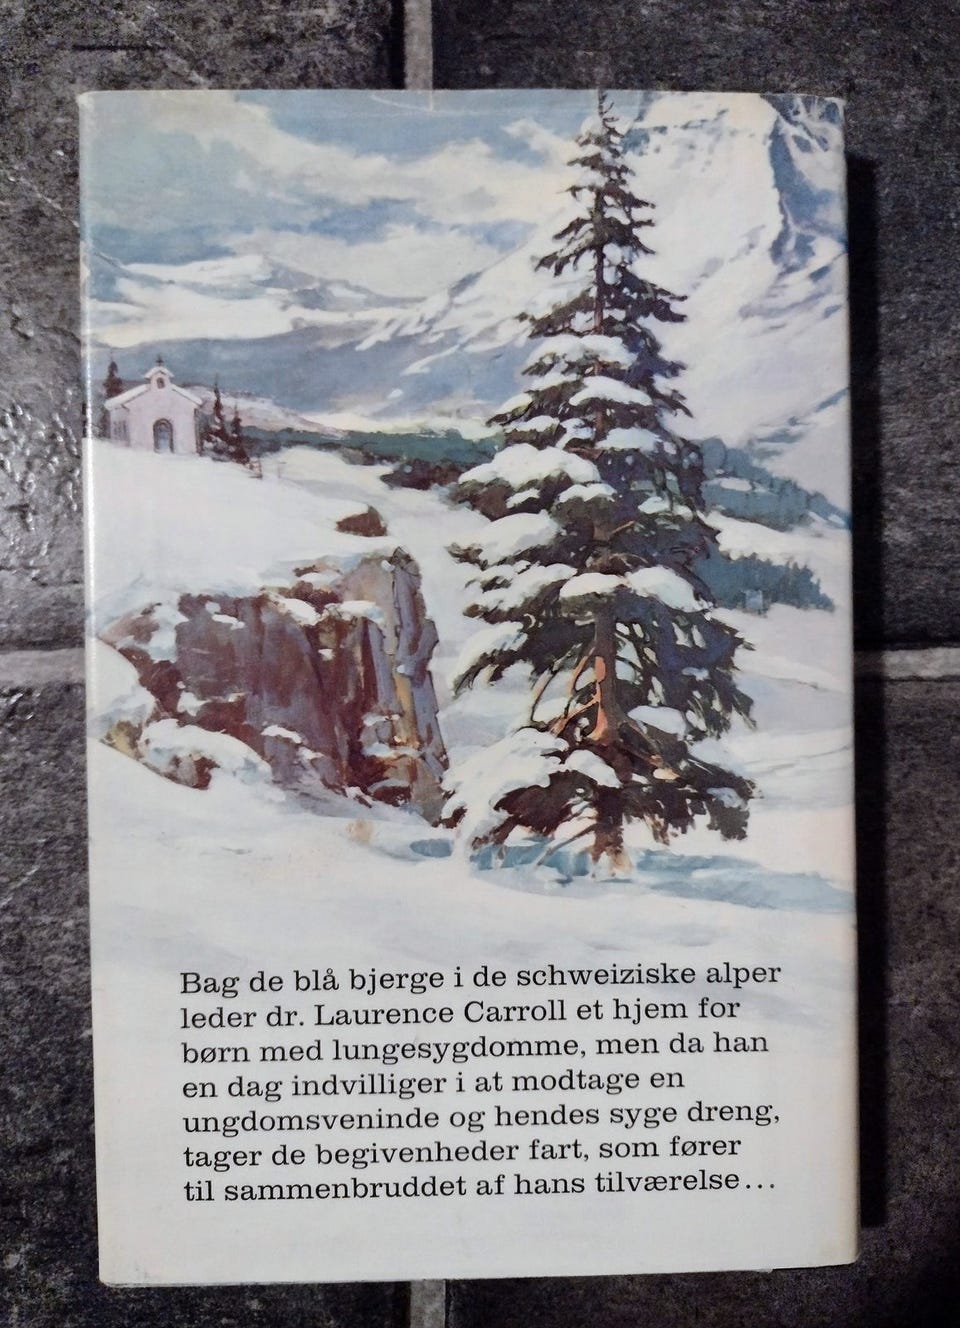 Bag de blå bjerge i de schweiziske alper
leder dr. Laurence Carroll et hjem for
børn med lungesygdomme, men da han
en dag indvilliger i at modtage en
ungdomsveninde og hendes syge dreng,
tager de begivenheder fart, som fører
til sammenbruddet af hans tilværelse...